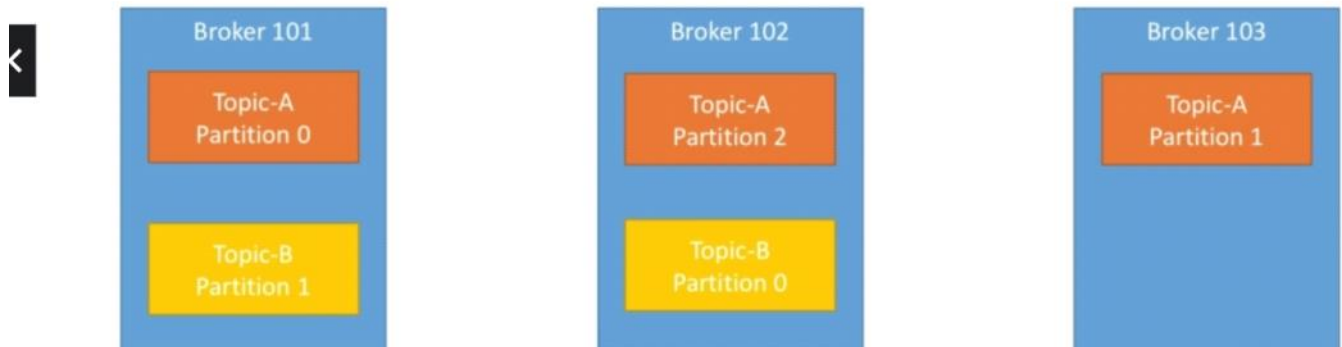 Broker 101
Topic-A
Partition 0
Topic-B
Partition 1
Broker 102
Topic-A
Partition 2
Topic-B
Partition 0
Broker 103
Topic-A
Partition 1